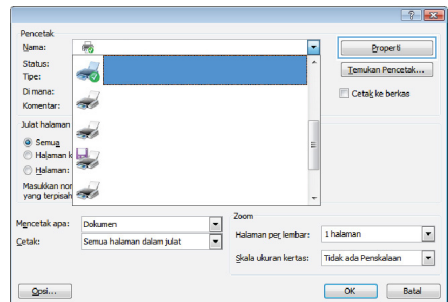 Pencetak
Nama:
Properti
Status:
Tipe:
Temukan Pencetak...
Di mana:
Komentar:
Cetak ke berkas
Julat halaman
Semua
Halaman
Halaman:
Masukkan
yang terpisah
Mencetak apa:
Dokumen
Cetak:
Semua halaman dalam julat
Zoom
Halaman per lembar:
1 halaman
Skala ukuran kertas:
Tidak ada Penskalaan
Opsi...
OK
Batal